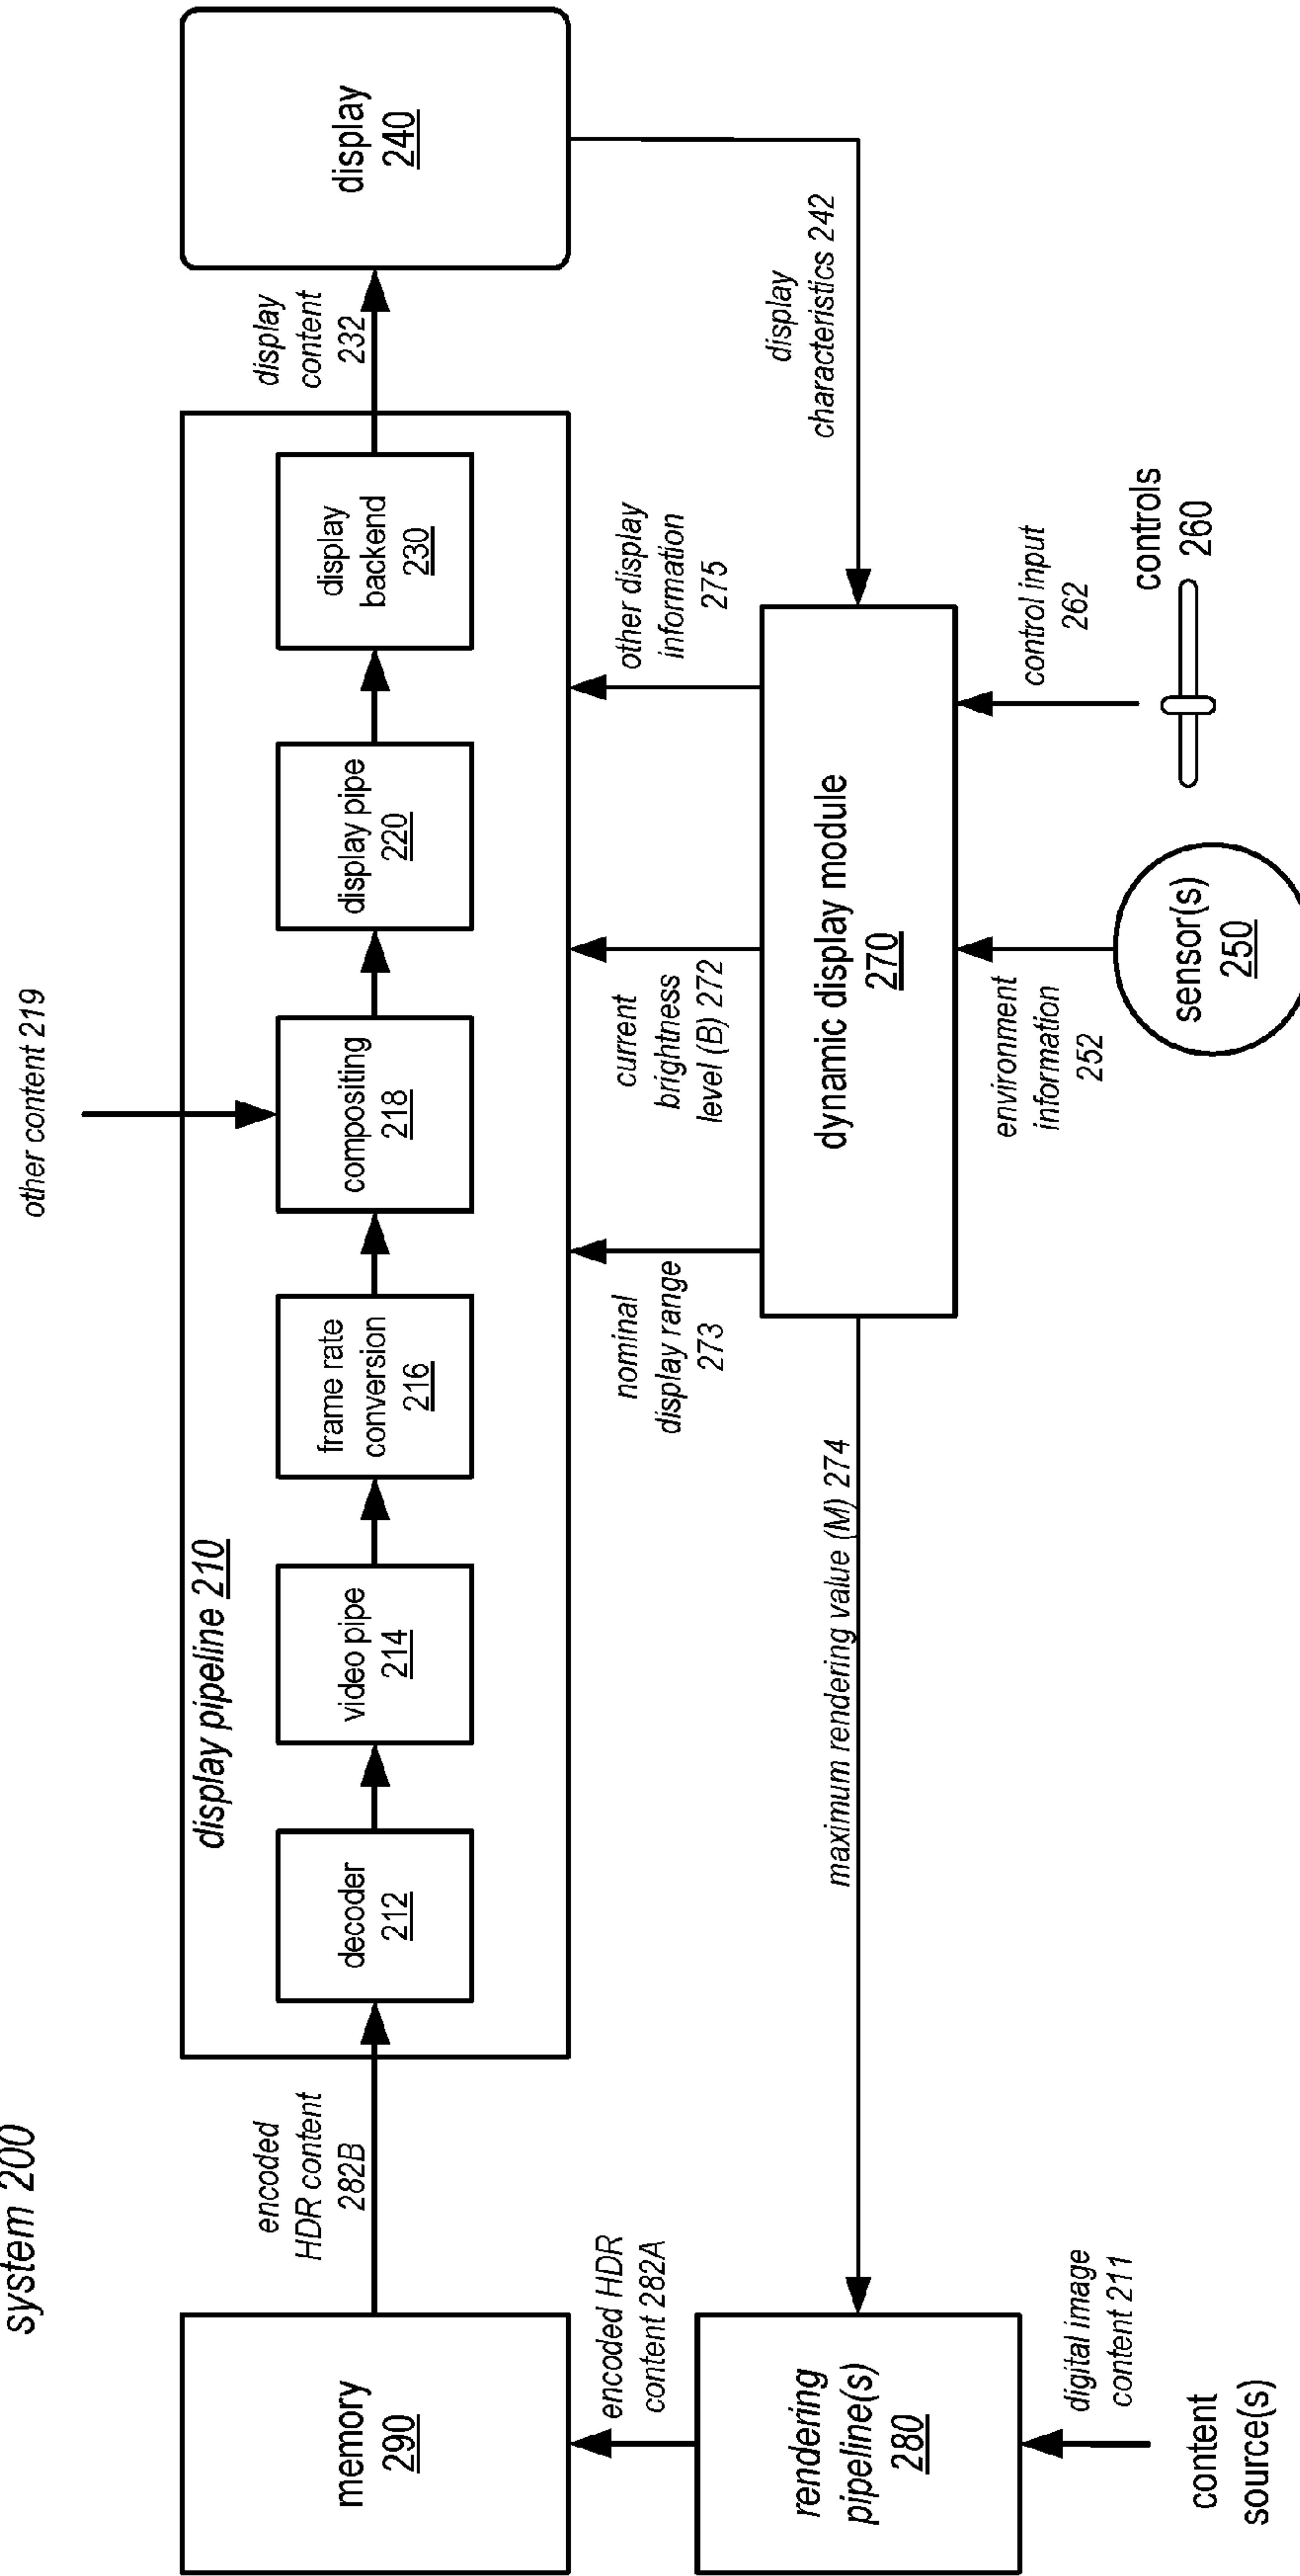 system 200
other content 219
memory
290
encoded
HDR content
282B
display pipeline 210
decoder
212
video pipe
214
frame rate
conversion
216
compositing
218
display pipe
220
display
backend
230
display
content
232
display
240
encoded HDR
content 282A
nominal
display range
273
current
brightness
level (B) 272
other display
information
275
display
characteristics 242
rendering
pipeline(s)
280
maximum rendering value (M) 274
dynamic display module
270
digital image
content 211
environment
information
252
control input
262
content
source(s)
sensor(s)
250
controls
260